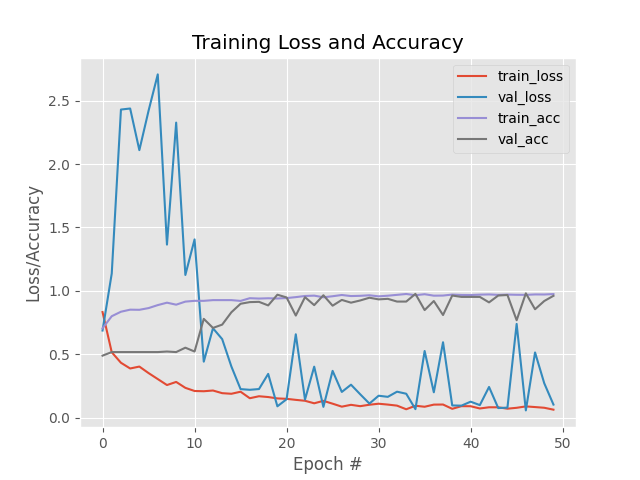 Training Loss and Accuracy
train_loss
val_loss
train_acc
val_acc
Loss/Accuracy
2.5
2.0
1.5
1.0
0.5
0.0
0 10 20 30 40 50
Epoch #